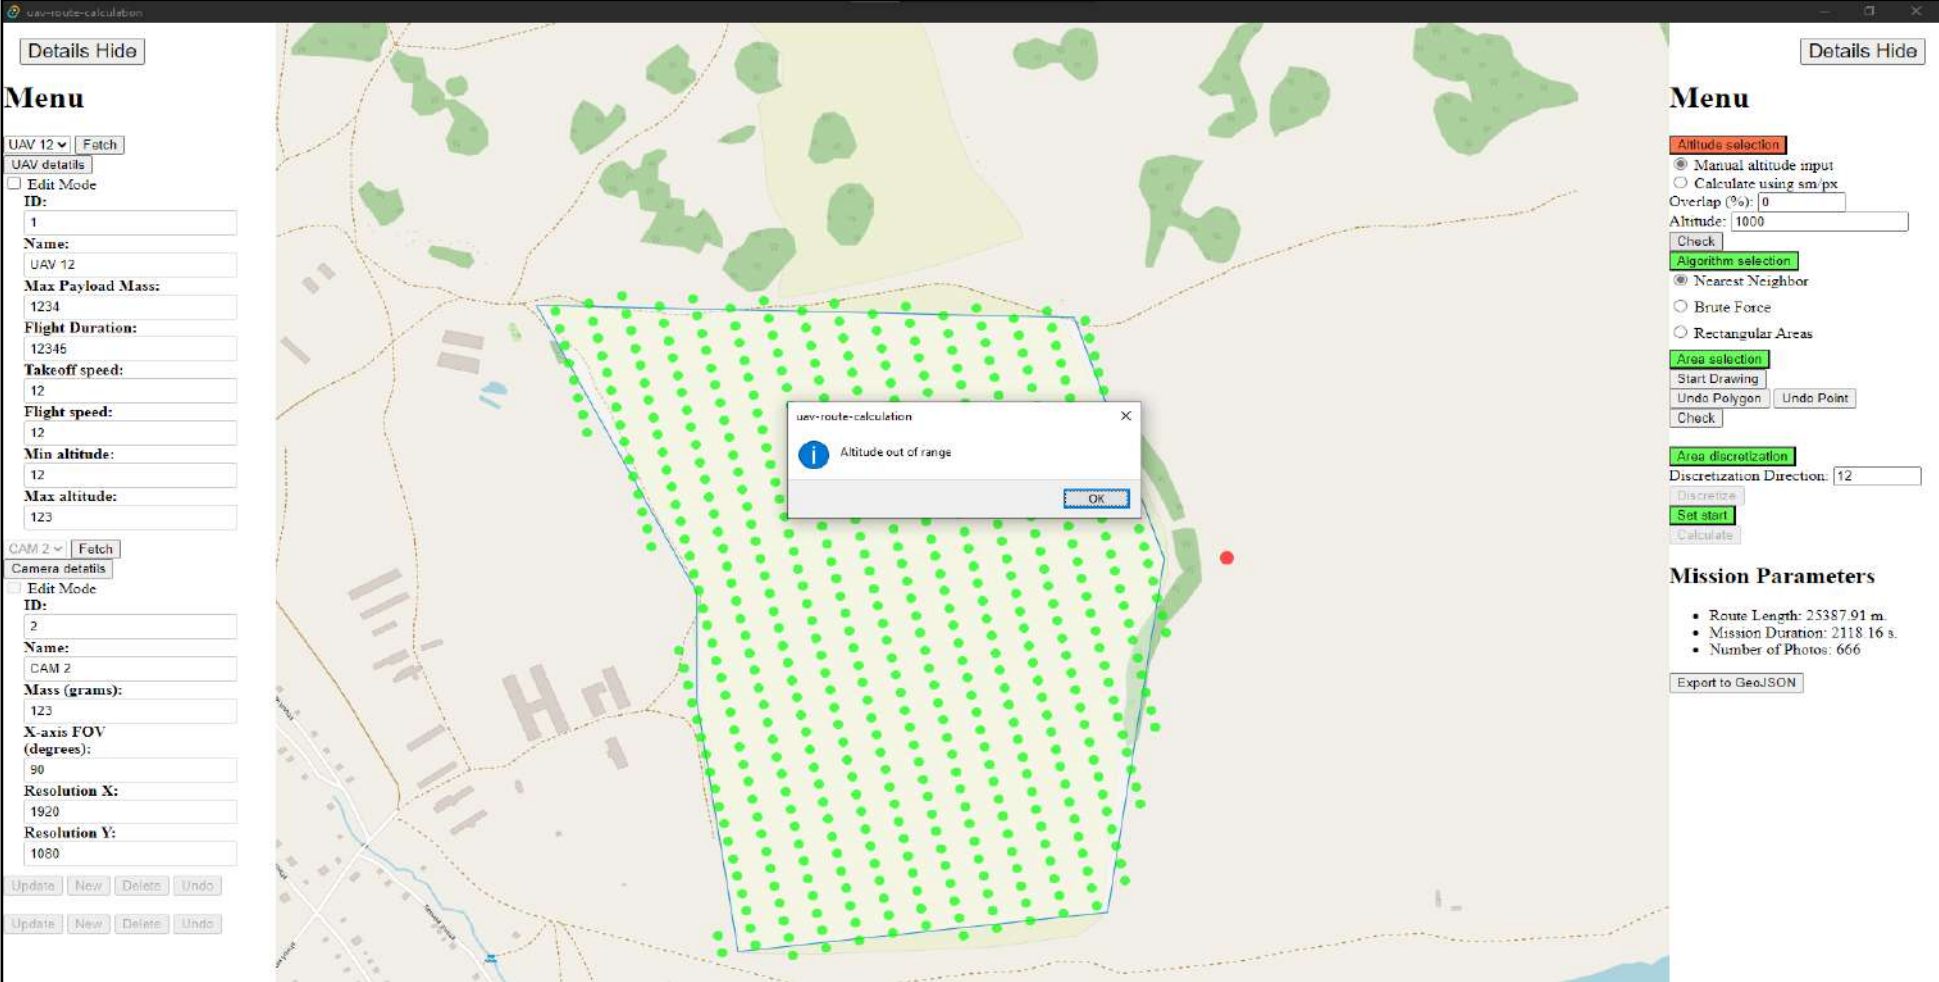 uav-route-calculation
Details Hide
Menu
UAV 12 Fetch
UAV detatils
Edit Mode
ID:
1
Name:
UAV 12
Max Payload Mass:
1234
Flight Duration:
12345
Takeoff speed:
12
Flight speed:
12
Min altitude:
12
Max altitude:
123
CAM 2 Fetch
Camera detatils
Edit Mode
ID:
2
Name:
CAM 2
Mass (grams):
123
X-axis FOV
(degrees):
90
Resolution X:
1920
Resolution Y:
1080
Update New Delete Undo
Update New Delete Undo
uav-route-calculation
Altitude out of range
OK
Details Hide
Menu
Altitude selection
Manual altitude input
Calculate using sm/px
Overlap (%): 0
Altitude: 1000
Check
Algorithm selection
Nearest Neighbor
Brute Force
Rectangular Areas
Area selection
Start Drawing
Undo Polygon Undo Point
Check
Area discretization
Discretization Direction: 12
Discretize
Set start
Calculate
Mission Parameters
• Route Length: 25387.91 m.
• Mission Duration: 2118.16 s.
• Number of Photos: 666
Export to GeoJSON